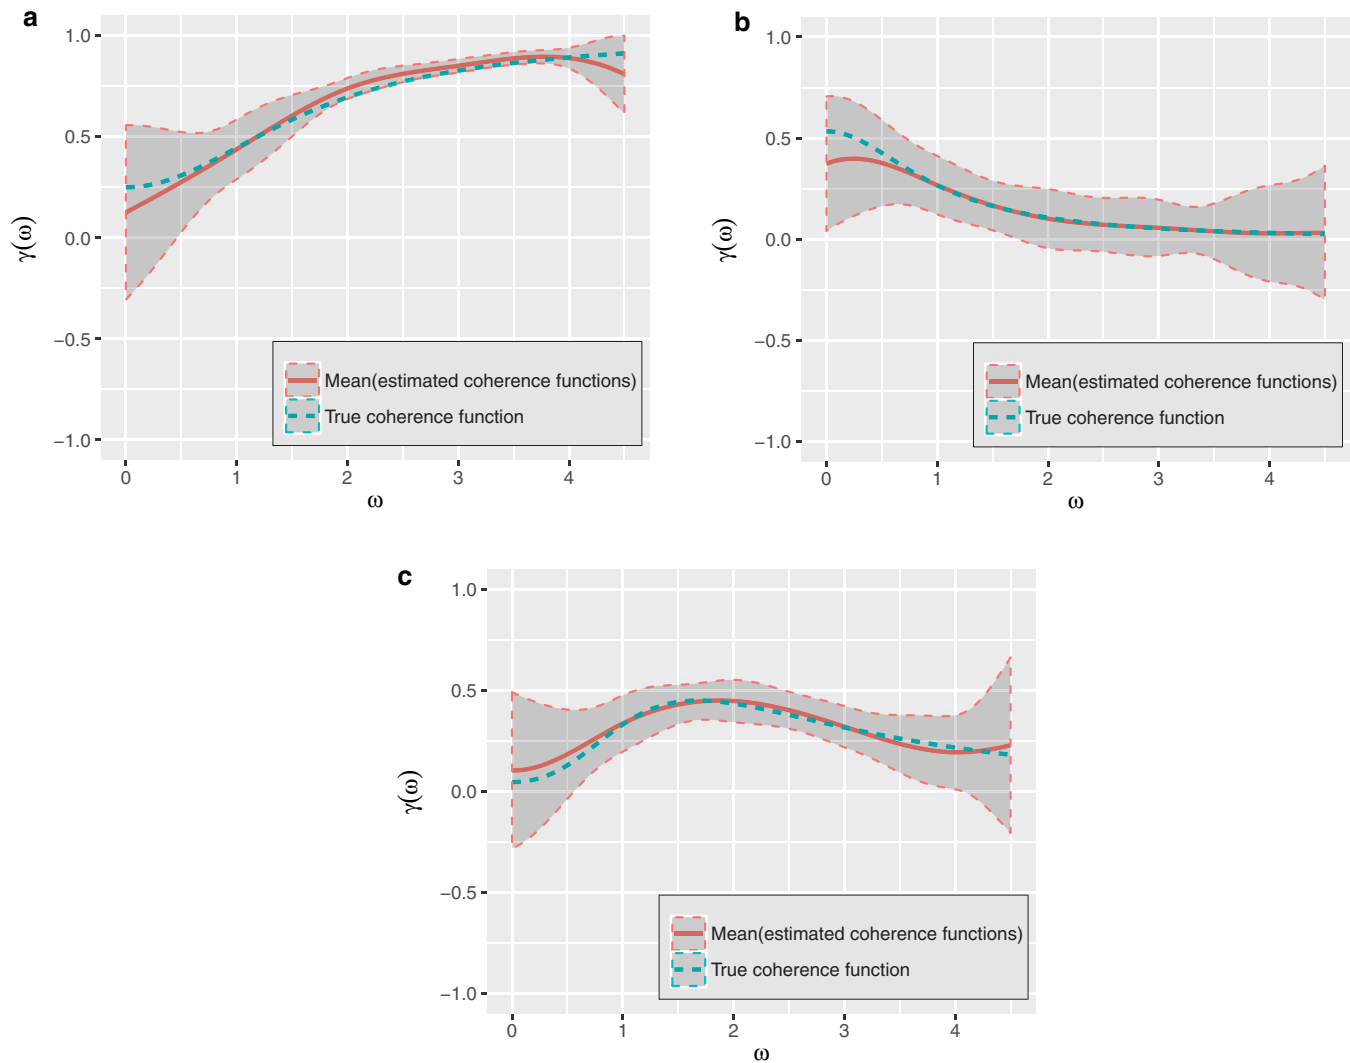 a
1.0
0.5
0.0
−0.5
−1.0
γ(ω)
Mean(estimated coherence functions)
True coherence function
0 1 2 3 4
ω
b
1.0
0.5
0.0
−0.5
−1.0
γ(ω)
Mean(estimated coherence functions)
True coherence function
0 1 2 3 4
ω
c
1.0
0.5
0.0
−0.5
−1.0
γ(ω)
Mean(estimated coherence functions)
True coherence function
0 1 2 3 4
ω